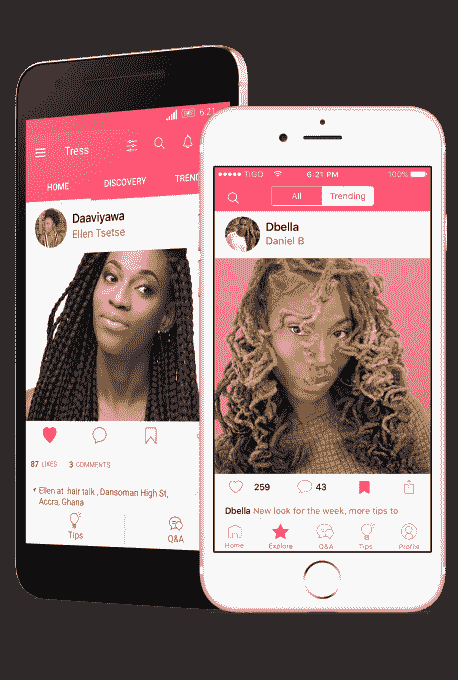 6:21
Tress
HOME DISCOVERY TREND
Daaviyawa
Ellen Tsetse
87 LIKES 3 COMMENTS
Ellen at hair talk , Dansoman High St,
Accra, Ghana
Tips Q&A
TIGO 6:21 PM 100%
All Trending
Dbella
Daniel B
259 43
Dbella New look for the week, more tips to
Home Explore Q&A Tips Profile